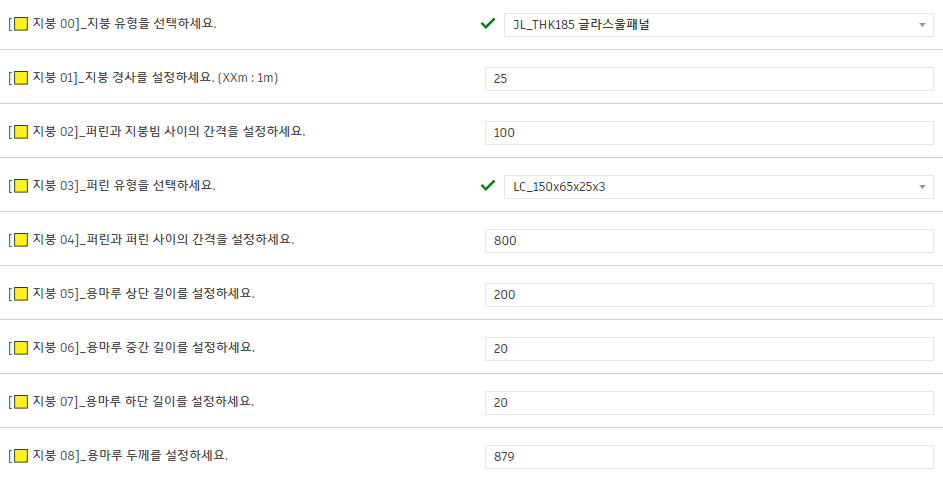 [🟨 지붕 00]_지붕 유형을 선택하세요. ✔ JL_THK185 글라스울패널
[🟨 지붕 01]_지붕 경사를 설정하세요. (XXm : 1m) 25
[🟨 지붕 02]_퍼린과 지붕빔 사이의 간격을 설정하세요. 100
[🟨 지붕 03]_퍼린 유형을 선택하세요. ✔ LC_150x65x25x3
[🟨 지붕 04]_퍼린과 퍼린 사이의 간격을 설정하세요. 800
[🟨 지붕 05]_용마루 상단 길이를 설정하세요. 200
[🟨 지붕 06]_용마루 중간 길이를 설정하세요. 20
[🟨 지붕 07]_용마루 하단 길이를 설정하세요. 20
[🟨 지붕 08]_용마루 두께를 설정하세요. 879